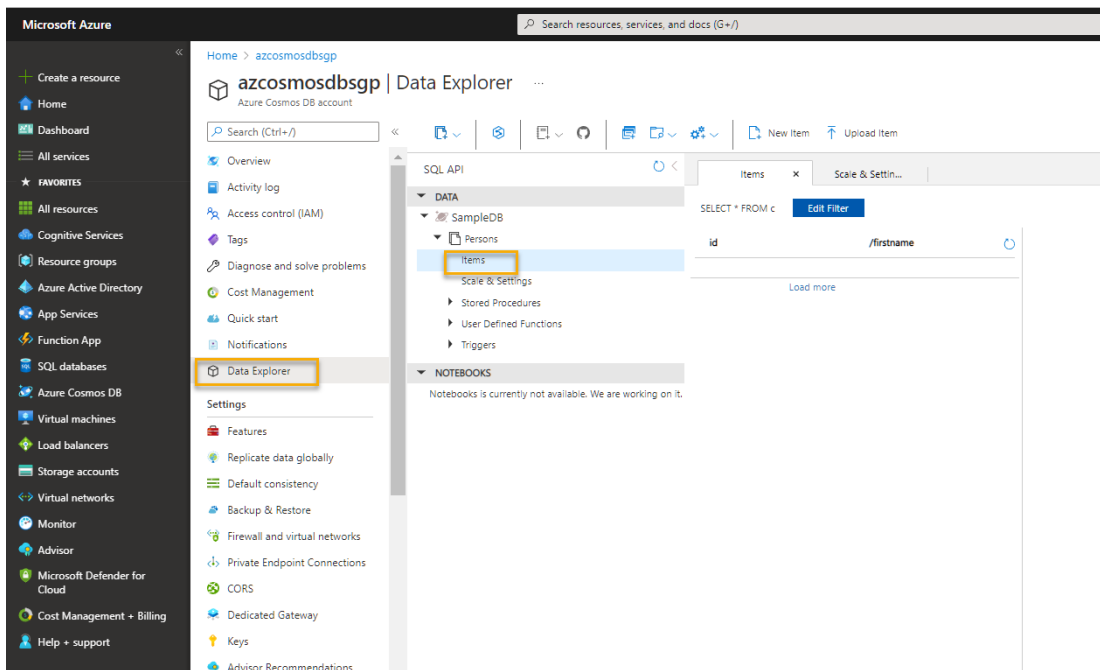 Microsoft Azure
Search resources, services, and docs (G+/)
«
Create a resource
Home
Dashboard
All services
FAVORITES
All resources
Cognitive Services
Resource groups
Azure Active Directory
App Services
Function App
SQL databases
Azure Cosmos DB
Virtual machines
Load balancers
Storage accounts
Virtual networks
Monitor
Advisor
Microsoft Defender for
Cloud
Cost Management + Billing
Help + support
Home > azcosmosdbsgp
azcosmosdbsgp | Data Explorer ...
Azure Cosmos DB account
Search (Ctrl+/) «
Overview
Activity log
Access control (IAM)
Tags
Diagnose and solve problems
Cost Management
Quick start
Notifications
Data Explorer
Settings
Features
Replicate data globally
Default consistency
Backup & Restore
Firewall and virtual networks
Private Endpoint Connections
CORS
Dedicated Gateway
Keys
Advisor Recommendations
New Item
Upload Item
SQL API
DATA
SampleDB
Persons
Items
Scale & Settings
Stored Procedures
User Defined Functions
Triggers
NOTEBOOKS
Notebooks is currently not available. We are working on it.
Items x
Scale & Settin...
SELECT * FROM c Edit Filter
id /firstname
Load more